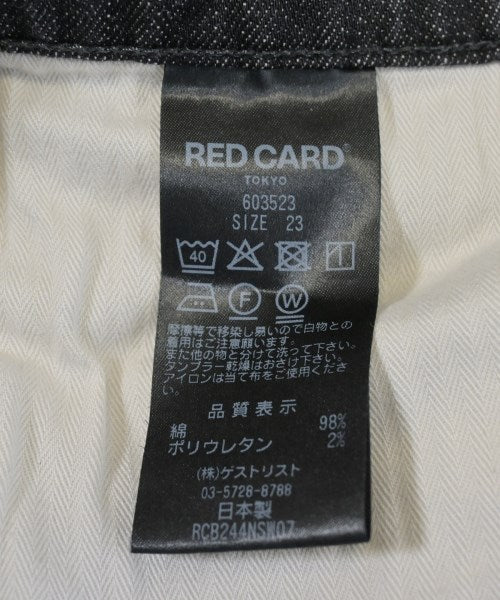 RED CARD®
TOKYO
603523
SIZE 23
40
F W
摩擦等で移染し易いので白物との
着用はご注意願います。
また他の物と分けて洗って下さい。
タンブラー乾燥はおさけ下さい。
アイロンは当て布をご使用くださ
い。
品質表示
綿 98%
ポリウレタン 2%
(株)ゲストリスト
03-5728-8788
日本製
RCB244NSW07